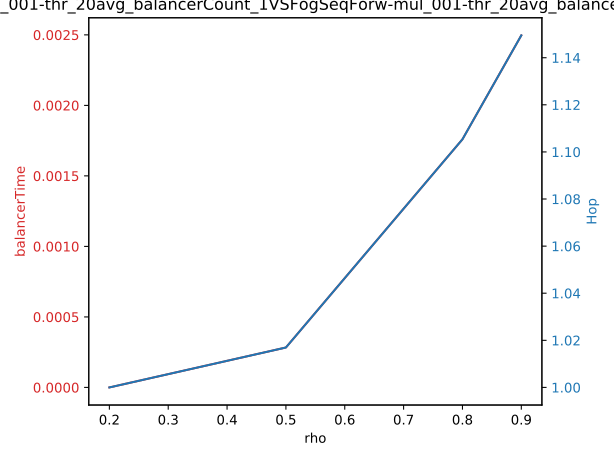 _001-thr_20avg_balancerCount_1VSFogSeqForw-mul_001-thr_20avg_balance
0.0025
0.0020
0.0015
0.0010
0.0005
0.0000
balancerTime
1.14
1.12
1.10
1.08
1.06
1.04
1.02
1.00
Hop
0.2 0.3 0.4 0.5 0.6 0.7 0.8 0.9
rho